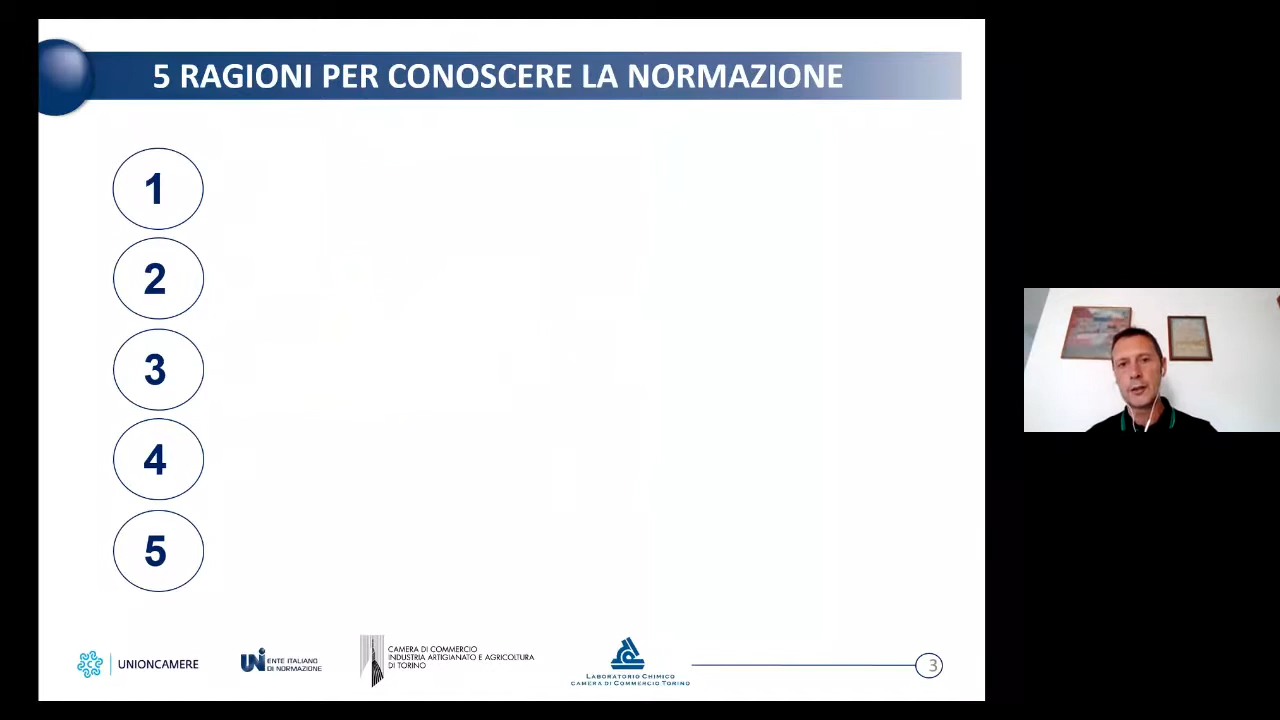 5 RAGIONI PER CONOSCERE LA NORMAZIONE
1
2
3
4
5
UNIONCAMERE
UNI ENTE ITALIANO
DI NORMAZIONE
CAMERA DI COMMERCIO
INDUSTRIA ARTIGIANATO E AGRICOLTURA
DI TORINO
LABORATORIO CHIMICO
CAMERA DI COMMERCIO TORINO
3